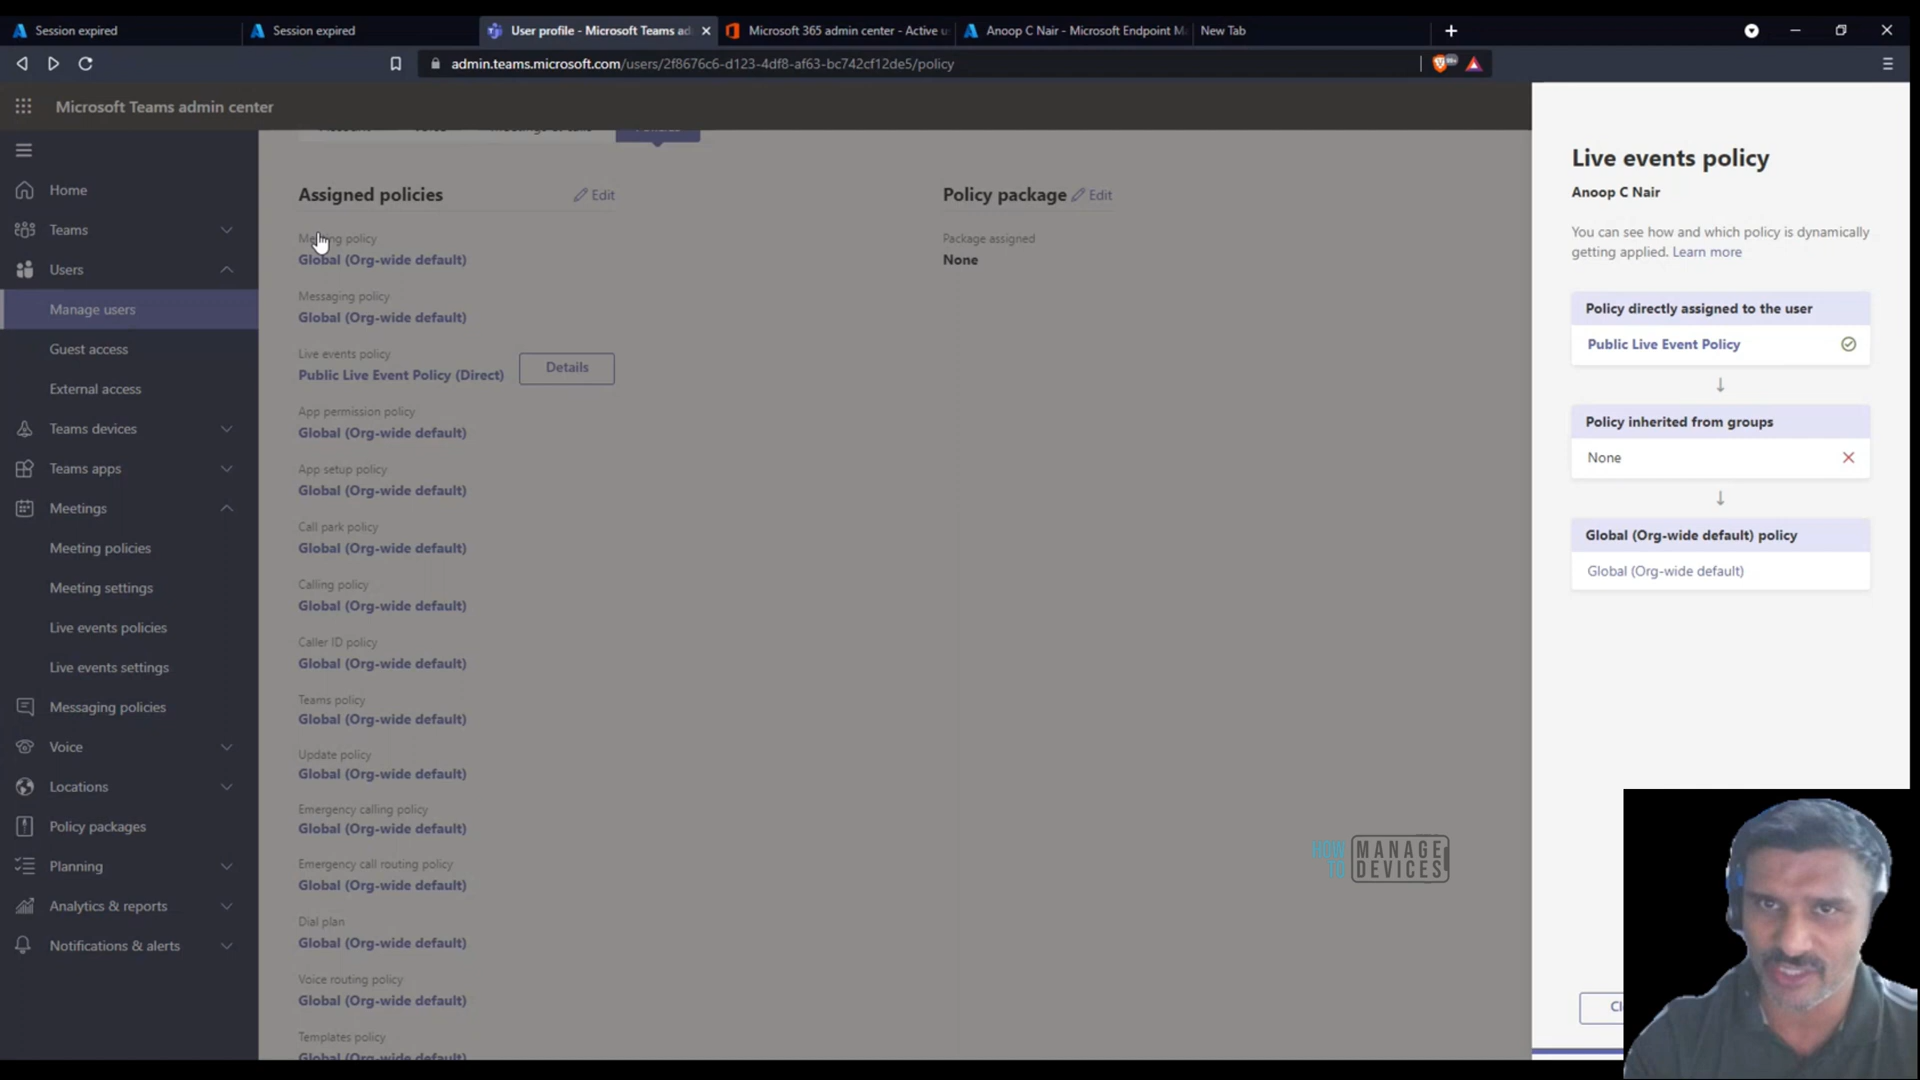 Session expired
Session expired
User profile - Microsoft Teams ad
Microsoft 365 admin center - Active u
Anoop C Nair - Microsoft Endpoint M
New Tab
admin.teams.microsoft.com/users/2f8676c6-d123-4df8-af63-bc742cf12de5/policy
Microsoft Teams admin center
Home
Teams
Users
Manage users
Guest access
External access
Teams devices
Teams apps
Meetings
Meeting policies
Meeting settings
Live events policies
Live events settings
Messaging policies
Voice
Locations
Policy packages
Planning
Analytics & reports
Notifications & alerts
Assigned policies
Edit
Meeting policy
Global (Org-wide default)
Messaging policy
Global (Org-wide default)
Live events policy
Public Live Event Policy (Direct)
Details
App permission policy
Global (Org-wide default)
App setup policy
Global (Org-wide default)
Call park policy
Global (Org-wide default)
Calling policy
Global (Org-wide default)
Caller ID policy
Global (Org-wide default)
Teams policy
Global (Org-wide default)
Update policy
Global (Org-wide default)
Emergency calling policy
Global (Org-wide default)
Emergency call routing policy
Global (Org-wide default)
Dial plan
Global (Org-wide default)
Voice routing policy
Global (Org-wide default)
Templates policy
Global (Org-wide default)
Policy package
Edit
Package assigned
None
HOW TO
MANAGE
DEVICES
Live events policy
Anoop C Nair
You can see how and which policy is dynamically
getting applied. Learn more
Policy directly assigned to the user
Public Live Event Policy
Policy inherited from groups
None
Global (Org-wide default) policy
Global (Org-wide default)